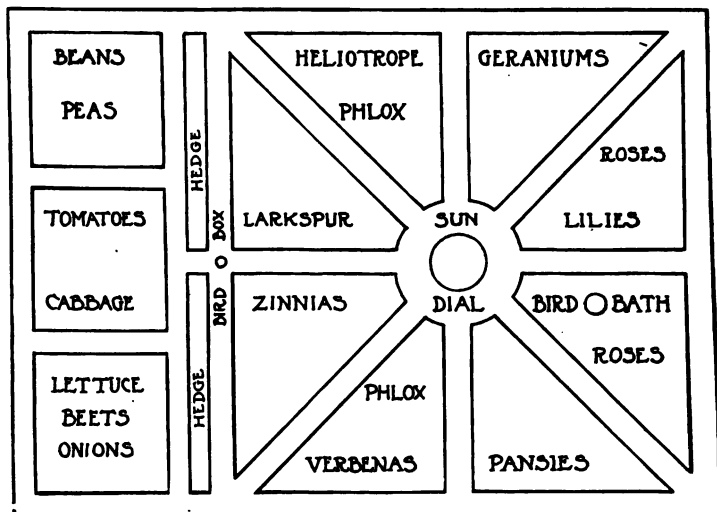 BEANS
PEAS
TOMATOES
CABBAGE
LETTUCE
BEETS
ONIONS
HEDGE
HEDGE
BIRD BOX
HELIOTROPE
PHLOX
GERANIUMS
ROSES
LILIES
LARKSPUR
SUN
DIAL
ZINNIAS
BIRD BATH
ROSES
PHLOX
VERBENAS
PANSIES